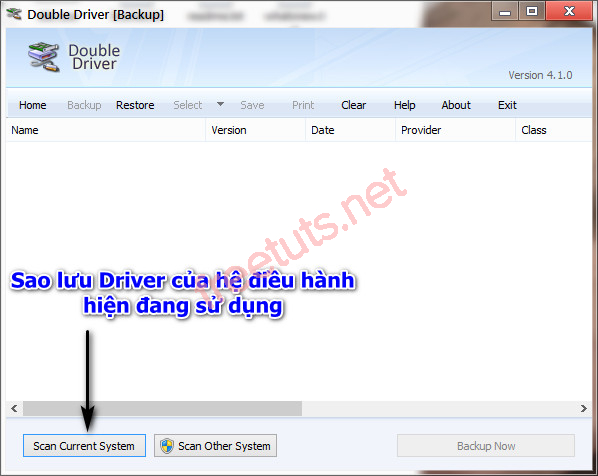 Double Driver [Backup]
Double
Driver
Version 4.1.0
Home Backup Restore Select Save Print Clear Help About Exit
Name Version Date Provider Class
Sao lưu Driver của hệ điều hành
hiện đang sử dụng
Scan Current System Scan Other System Backup Now